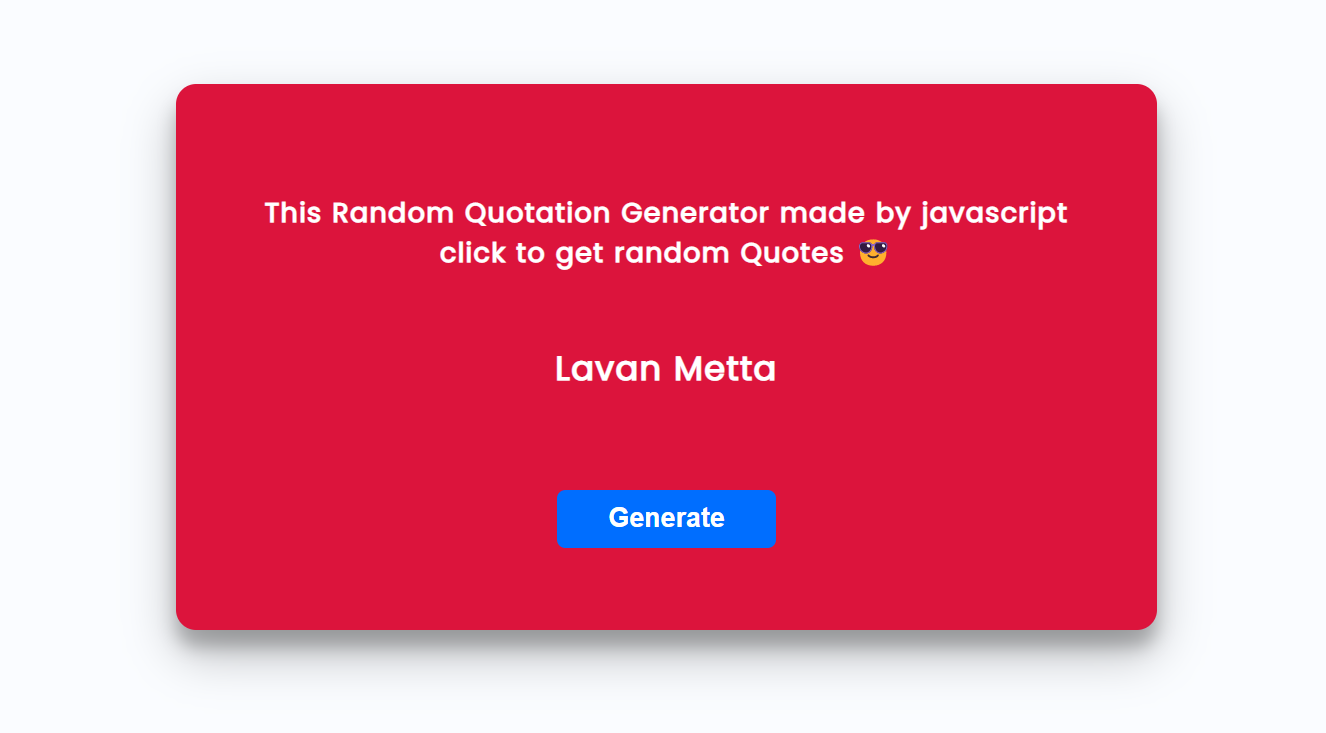 This Random Quotation Generator made by javascript
click to get random Quotes 😎
Lavan Metta
Generate